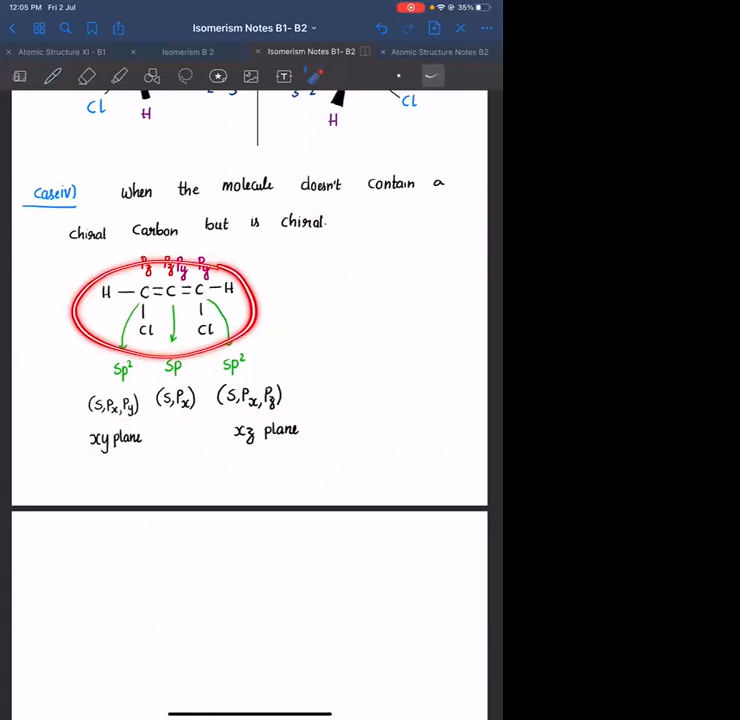 12:05 PM Fri 2 Jul
35%
Isomerism Notes B1- B2
Atomic Structure XI - B1
Isomerism B 2
Isomerism Notes B1- B2
Atomic Structure Notes B2
Cl
H
H
Cl
Caseiv) When the molecule doesn't contain a
chiral carbon but is chiral.
Pz Pz Py Py
H — C = C = C — H
Cl Cl
Sp² Sp Sp²
(S,Px,Py) (S,Px) (S,Px,Pz)
xy plane xz plane